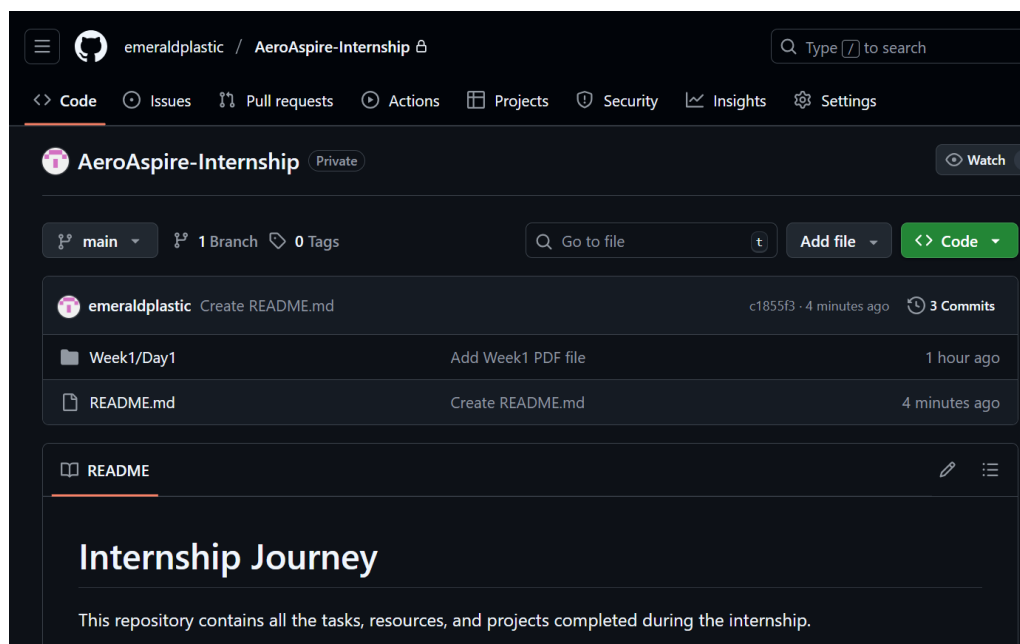 emeraldplastic / AeroAspire-Internship
Type / to search
Code Issues Pull requests Actions Projects Security Insights Settings
AeroAspire-Internship Private
Watch
main 1 Branch 0 Tags
Go to file t
Add file
Code
emeraldplastic Create README.md c1855f3 · 4 minutes ago 3 Commits
Week1/Day1 Add Week1 PDF file 1 hour ago
README.md Create README.md 4 minutes ago
README
Internship Journey
This repository contains all the tasks, resources, and projects completed during the internship.